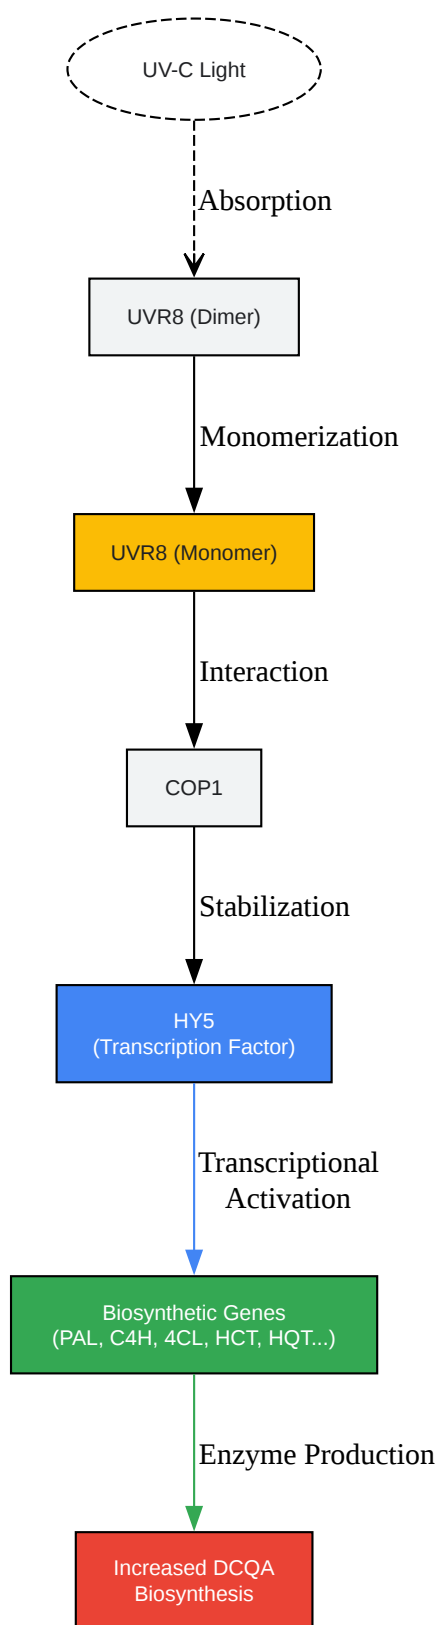 UV-C Light
Absorption
UVR8 (Dimer)
Monomerization
UVR8 (Monomer)
Interaction
COP1
Stabilization
HY5
(Transcription Factor)
Transcriptional
Activation
Biosynthetic Genes
(PAL, C4H, 4CL, HCT, HQT...)
Enzyme Production
Increased DCQA
Biosynthesis